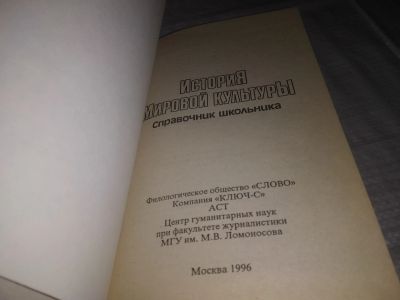 ИСТОРИЯ
МИРОВОЙ КУЛЬТУРЫ
справочник школьника
Филологическое общество «СЛОВО»
Компания «КЛЮЧ-С»
АСТ
Центр гуманитарных наук
при факультете журналистики
МГУ им. М.В. Ломоносова
Москва 1996